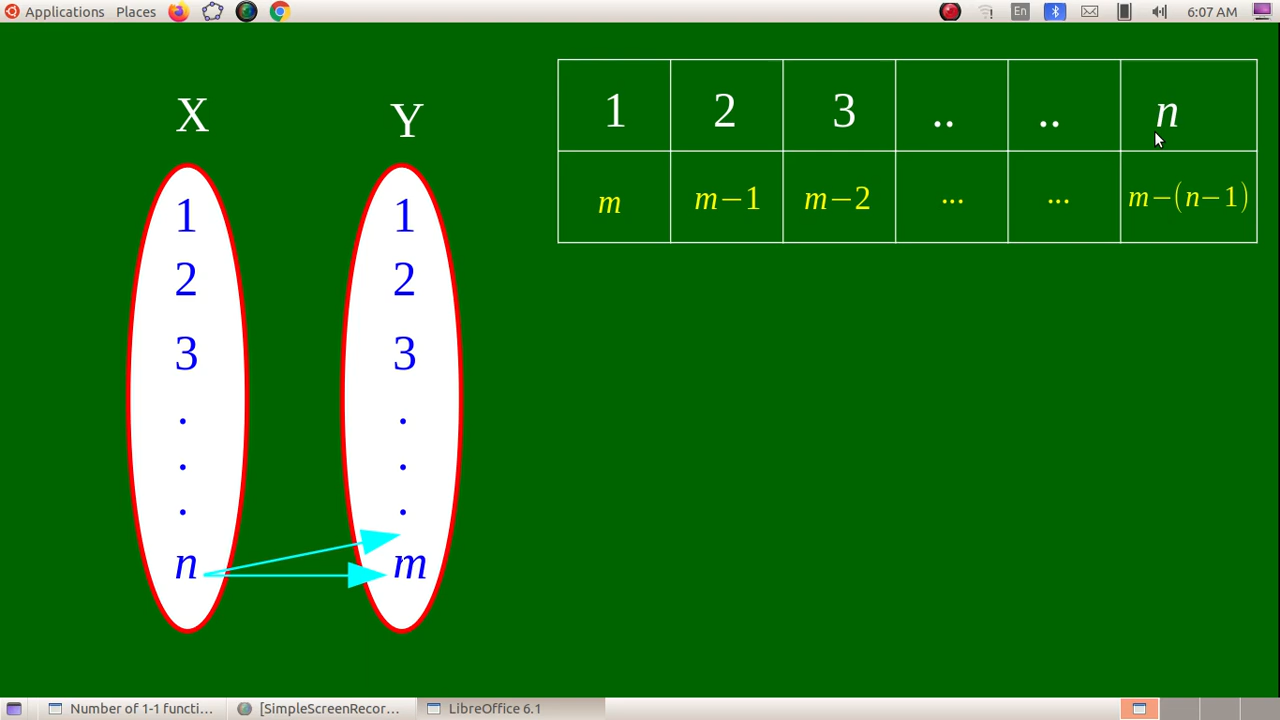 Applications Places En 6:07 AM
X Y
1 1
2 2
3 3
. .
. .
. .
n m
1 2 3 .. .. n
m m−1 m−2 ... ... m−(n−1)
Number of 1-1 functi... [SimpleScreenRecor... LibreOffice 6.1